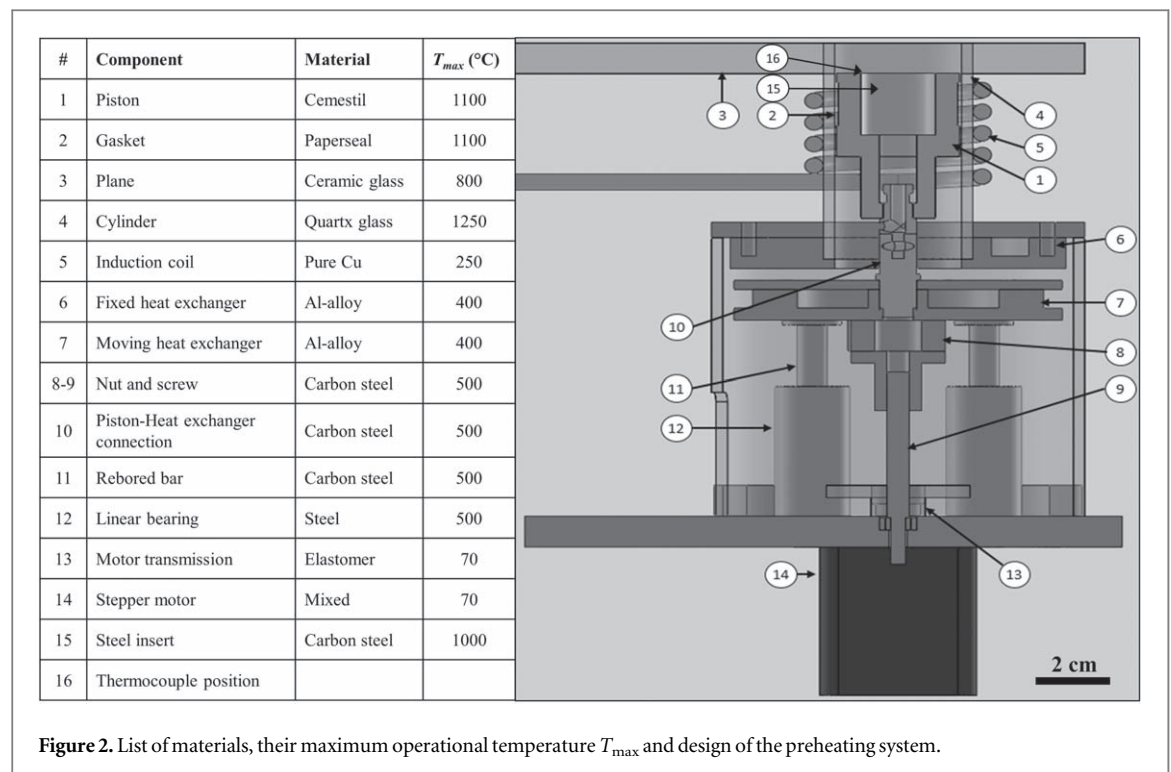 # Component Material Tmax (°C)
1 Piston Cemestil 1100
2 Gasket Paperseal 1100
3 Plane Ceramic glass 800
4 Cylinder Quartx glass 1250
5 Induction coil Pure Cu 250
6 Fixed heat exchanger Al-alloy 400
7 Moving heat exchanger Al-alloy 400
8-9 Nut and screw Carbon steel 500
10 Piston-Heat exchanger
connection Carbon steel 500
11 Rebored bar Carbon steel 500
12 Linear bearing Steel 500
13 Motor transmission Elastomer 70
14 Stepper motor Mixed 70
15 Steel insert Carbon steel 1000
16 Thermocouple position
16
15
3
2
4
5
1
6
7
10
8
11
9
12
14
13
2 cm
Figure 2. List of materials, their maximum operational temperature Tmax and design of the preheating system.